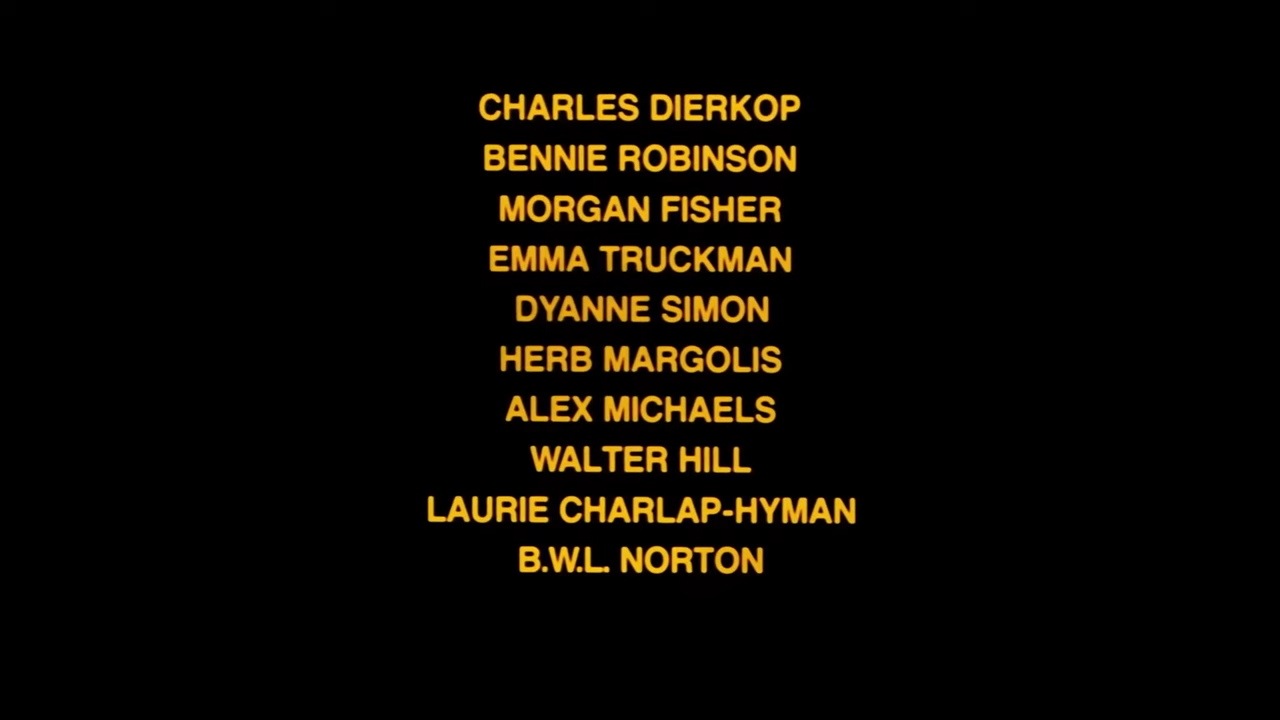 CHARLES DIERKOP
BENNIE ROBINSON
MORGAN FISHER
EMMA TRUCKMAN
DYANNE SIMON
HERB MARGOLIS
ALEX MICHAELS
WALTER HILL
LAURIE CHARLAP-HYMAN
B.W.L. NORTON